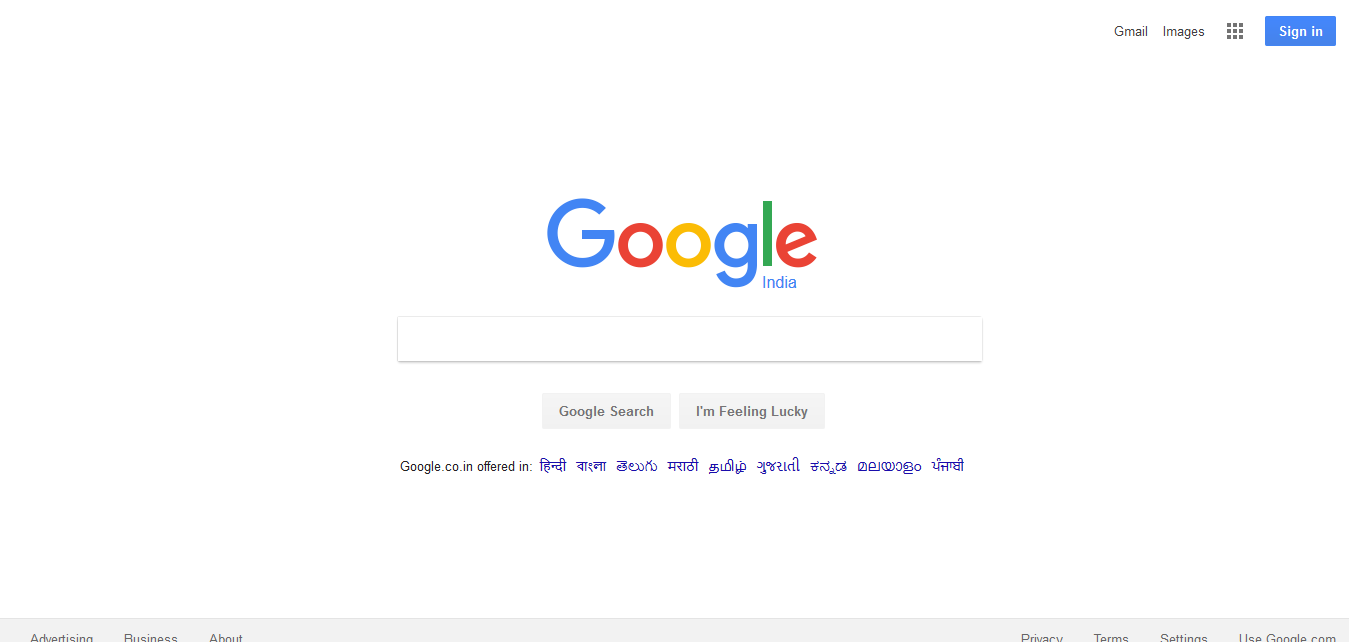 Gmail Images Sign in
Google
India
Google Search I'm Feeling Lucky
Google.co.in offered in: हिन्दी বাংলা తెలుగు मराठी தமிழ் ગુજરાતી ಕನ್ನಡ മലയാളം ਪੰਜਾਬੀ
Advertising Business About Privacy Terms Settings Use Google.com